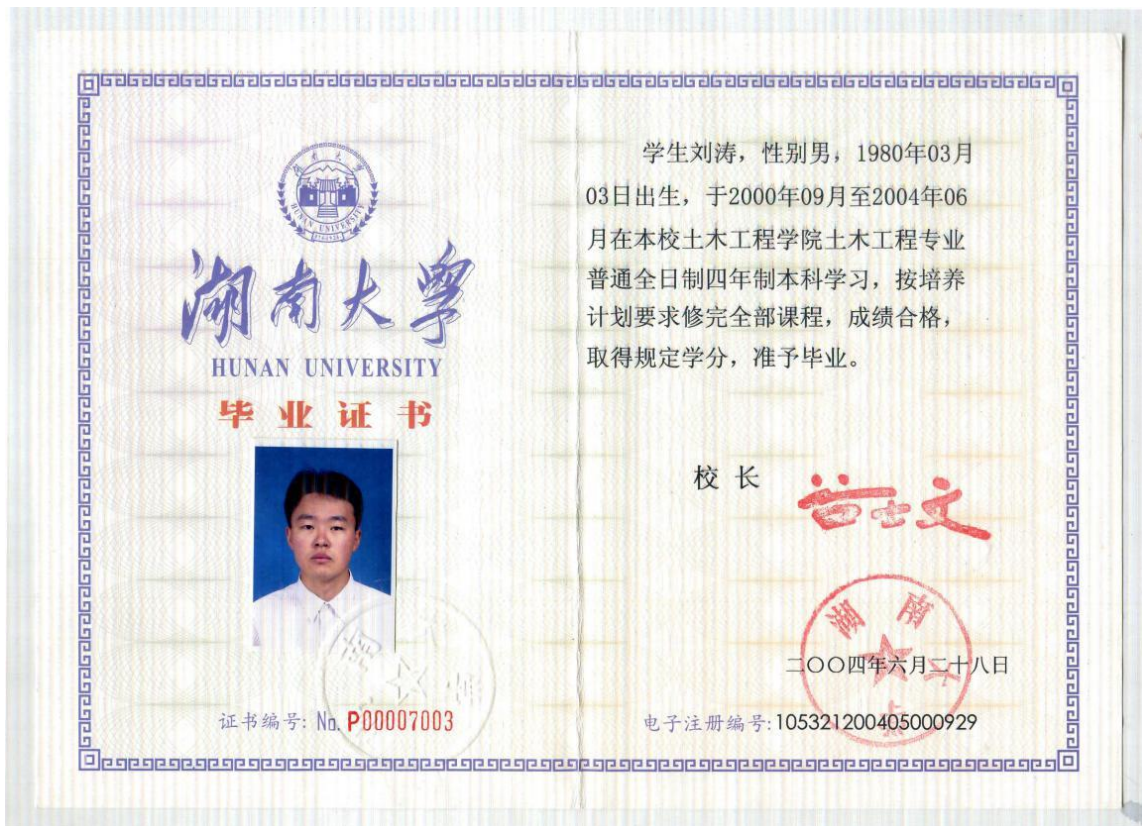 湖南大學
HUNAN UNIVERSITY
毕业证书
证书编号: No. P00007003
学生刘涛，性别男，1980年03月
03日出生，于2000年09月至2004年06
月在本校土木工程学院土木工程专业
普通全日制四年制本科学习，按培养
计划要求修完全部课程，成绩合格，
取得规定学分，准予毕业。
校 长
湖南大学
二〇〇四年六月二十八日
电子注册编号:105321200405000929